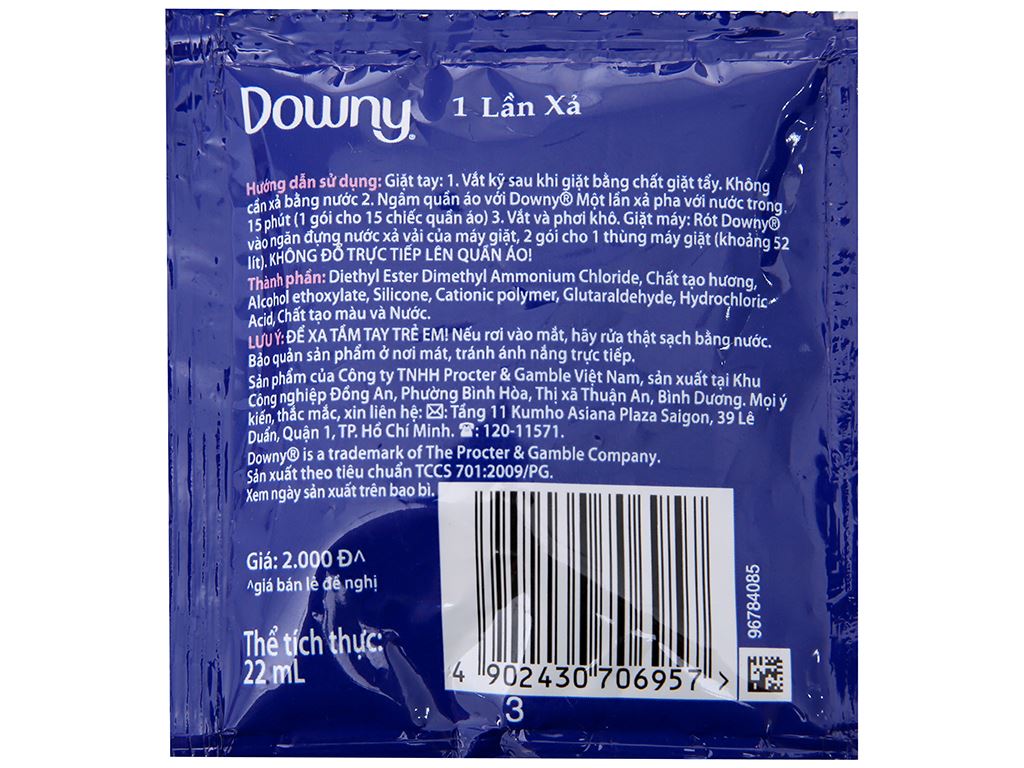 Downy® 1 Lần Xả
Hướng dẫn sử dụng: Giặt tay: 1. Vắt kỹ sau khi giặt bằng chất giặt tẩy. Không
cần xả bằng nước 2. Ngâm quần áo với Downy® Một lần xả pha với nước trong
15 phút (1 gói cho 15 chiếc quần áo) 3. Vắt và phơi khô. Giặt máy: Rót Downy®
vào ngăn đựng nước xả vải của máy giặt, 2 gói cho 1 thùng máy giặt (khoảng 52
lít). KHÔNG ĐỔ TRỰC TIẾP LÊN QUẦN ÁO!
Thành phần: Diethyl Ester Dimethyl Ammonium Chloride, Chất tạo hương,
Alcohol ethoxylate, Silicone, Cationic polymer, Glutaraldehyde, Hydrochloric
Acid, Chất tạo màu và Nước.
LƯU Ý: ĐỂ XA TẦM TAY TRẺ EM! Nếu rơi vào mắt, hãy rửa thật sạch bằng nước.
Bảo quản sản phẩm ở nơi mát, tránh ánh nắng trực tiếp.
Sản phẩm của Công ty TNHH Procter & Gamble Việt Nam, sản xuất tại Khu
Công nghiệp Đồng An, Phường Bình Hòa, Thị xã Thuận An, Bình Dương. Mọi ý
kiến, thắc mắc, xin liên hệ: ✉: Tầng 11 Kumho Asiana Plaza Saigon, 39 Lê
Duẩn, Quận 1, TP. Hồ Chí Minh. ☎: 120-11571.
Downy® is a trademark of The Procter & Gamble Company.
Sản xuất theo tiêu chuẩn TCCS 701:2009/PG.
Xem ngày sản xuất trên bao bì.
Giá: 2.000 Đ^
^giá bán lẻ đề nghị
Thể tích thực:
22 mL
4 902430 706957 >
96784085
3